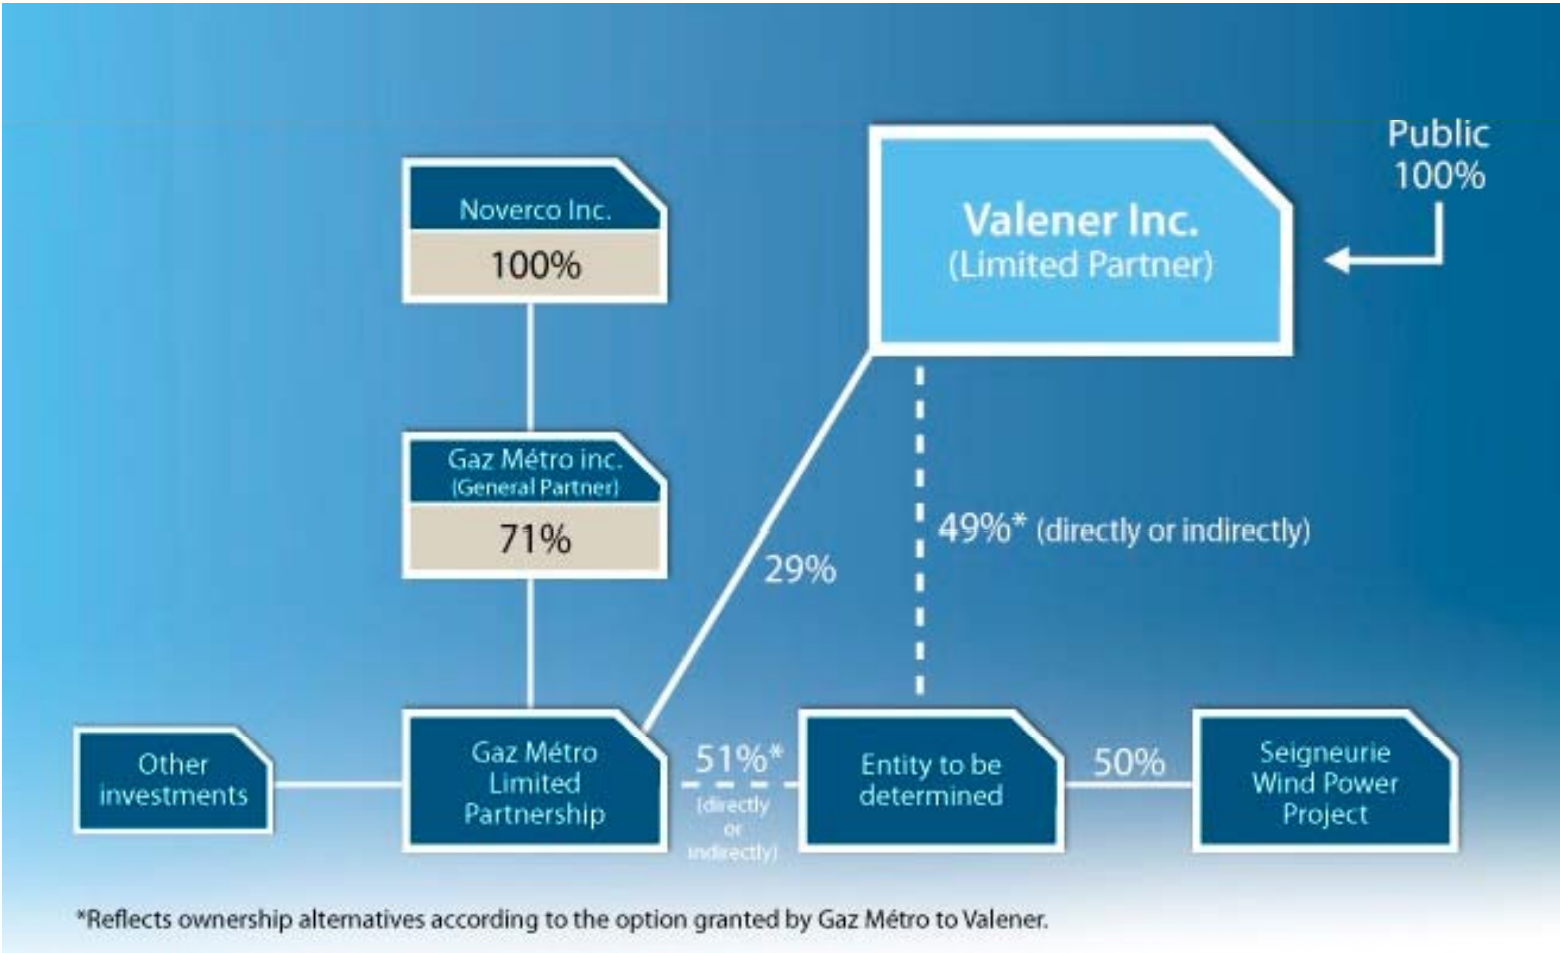 Public
100%
Noverco Inc.
100%
Valener Inc.
(Limited Partner)
Gaz Métro inc.
(General Partner)
71%
29%
49%* (directly or indirectly)
Other
investments
Gaz Métro
Limited
Partnership
51%*
(directly
or
indirectly)
Entity to be
determined
50%
Seigneurie
Wind Power
Project
*Reflects ownership alternatives according to the option granted by Gaz Métro to Valener.